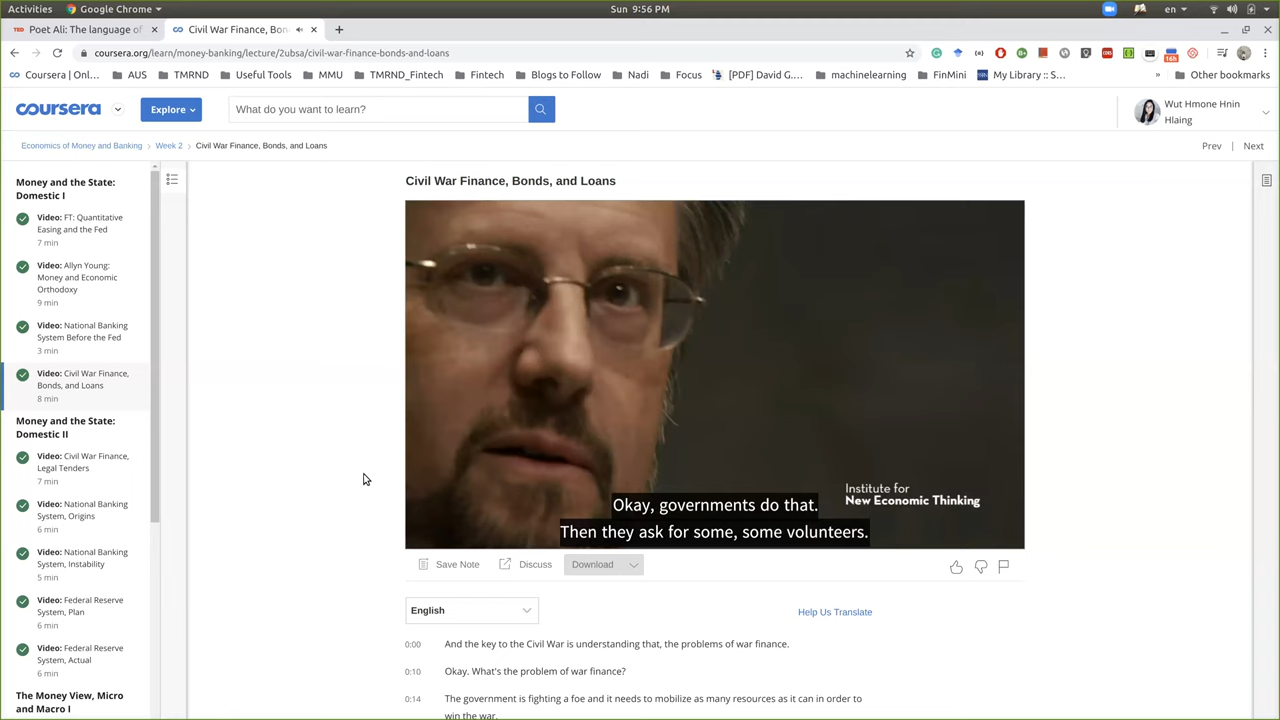 Activities
Google Chrome
Sun 9:56 PM
en
Poet Ali: The language of
Civil War Finance, Bon
coursera.org/learn/money-banking/lecture/2ubsa/civil-war-finance-bonds-and-loans
Coursera | Onl...
AUS
TMRND
Useful Tools
MMU
TMRND_Fintech
Fintech
Blogs to Follow
Nadi
Focus
[PDF] David G....
machinelearning
FinMini
My Library :: S...
»
Other bookmarks
16h
coursera
Explore
What do you want to learn?
Wut Hmone Hnin
Hlaing
Economics of Money and Banking
Week 2
Civil War Finance, Bonds, and Loans
Prev | Next
Money and the State:
Domestic I
Video: FT: Quantitative
Easing and the Fed
7 min
Video: Allyn Young:
Money and Economic
Orthodoxy
9 min
Video: National Banking
System Before the Fed
3 min
Video: Civil War Finance,
Bonds, and Loans
8 min
Money and the State:
Domestic II
Video: Civil War Finance,
Legal Tenders
7 min
Video: National Banking
System, Origins
6 min
Video: National Banking
System, Instability
5 min
Video: Federal Reserve
System, Plan
6 min
Video: Federal Reserve
System, Actual
6 min
The Money View, Micro
and Macro I
Civil War Finance, Bonds, and Loans
Institute for
New Economic Thinking
Okay, governments do that.
Then they ask for some, some volunteers.
Save Note
Discuss
Download
English
Help Us Translate
0:00 And the key to the Civil War is understanding that, the problems of war finance.
0:10 Okay. What's the problem of war finance?
0:14 The government is fighting a foe and it needs to mobilize as many resources as it can in order to
win the war.